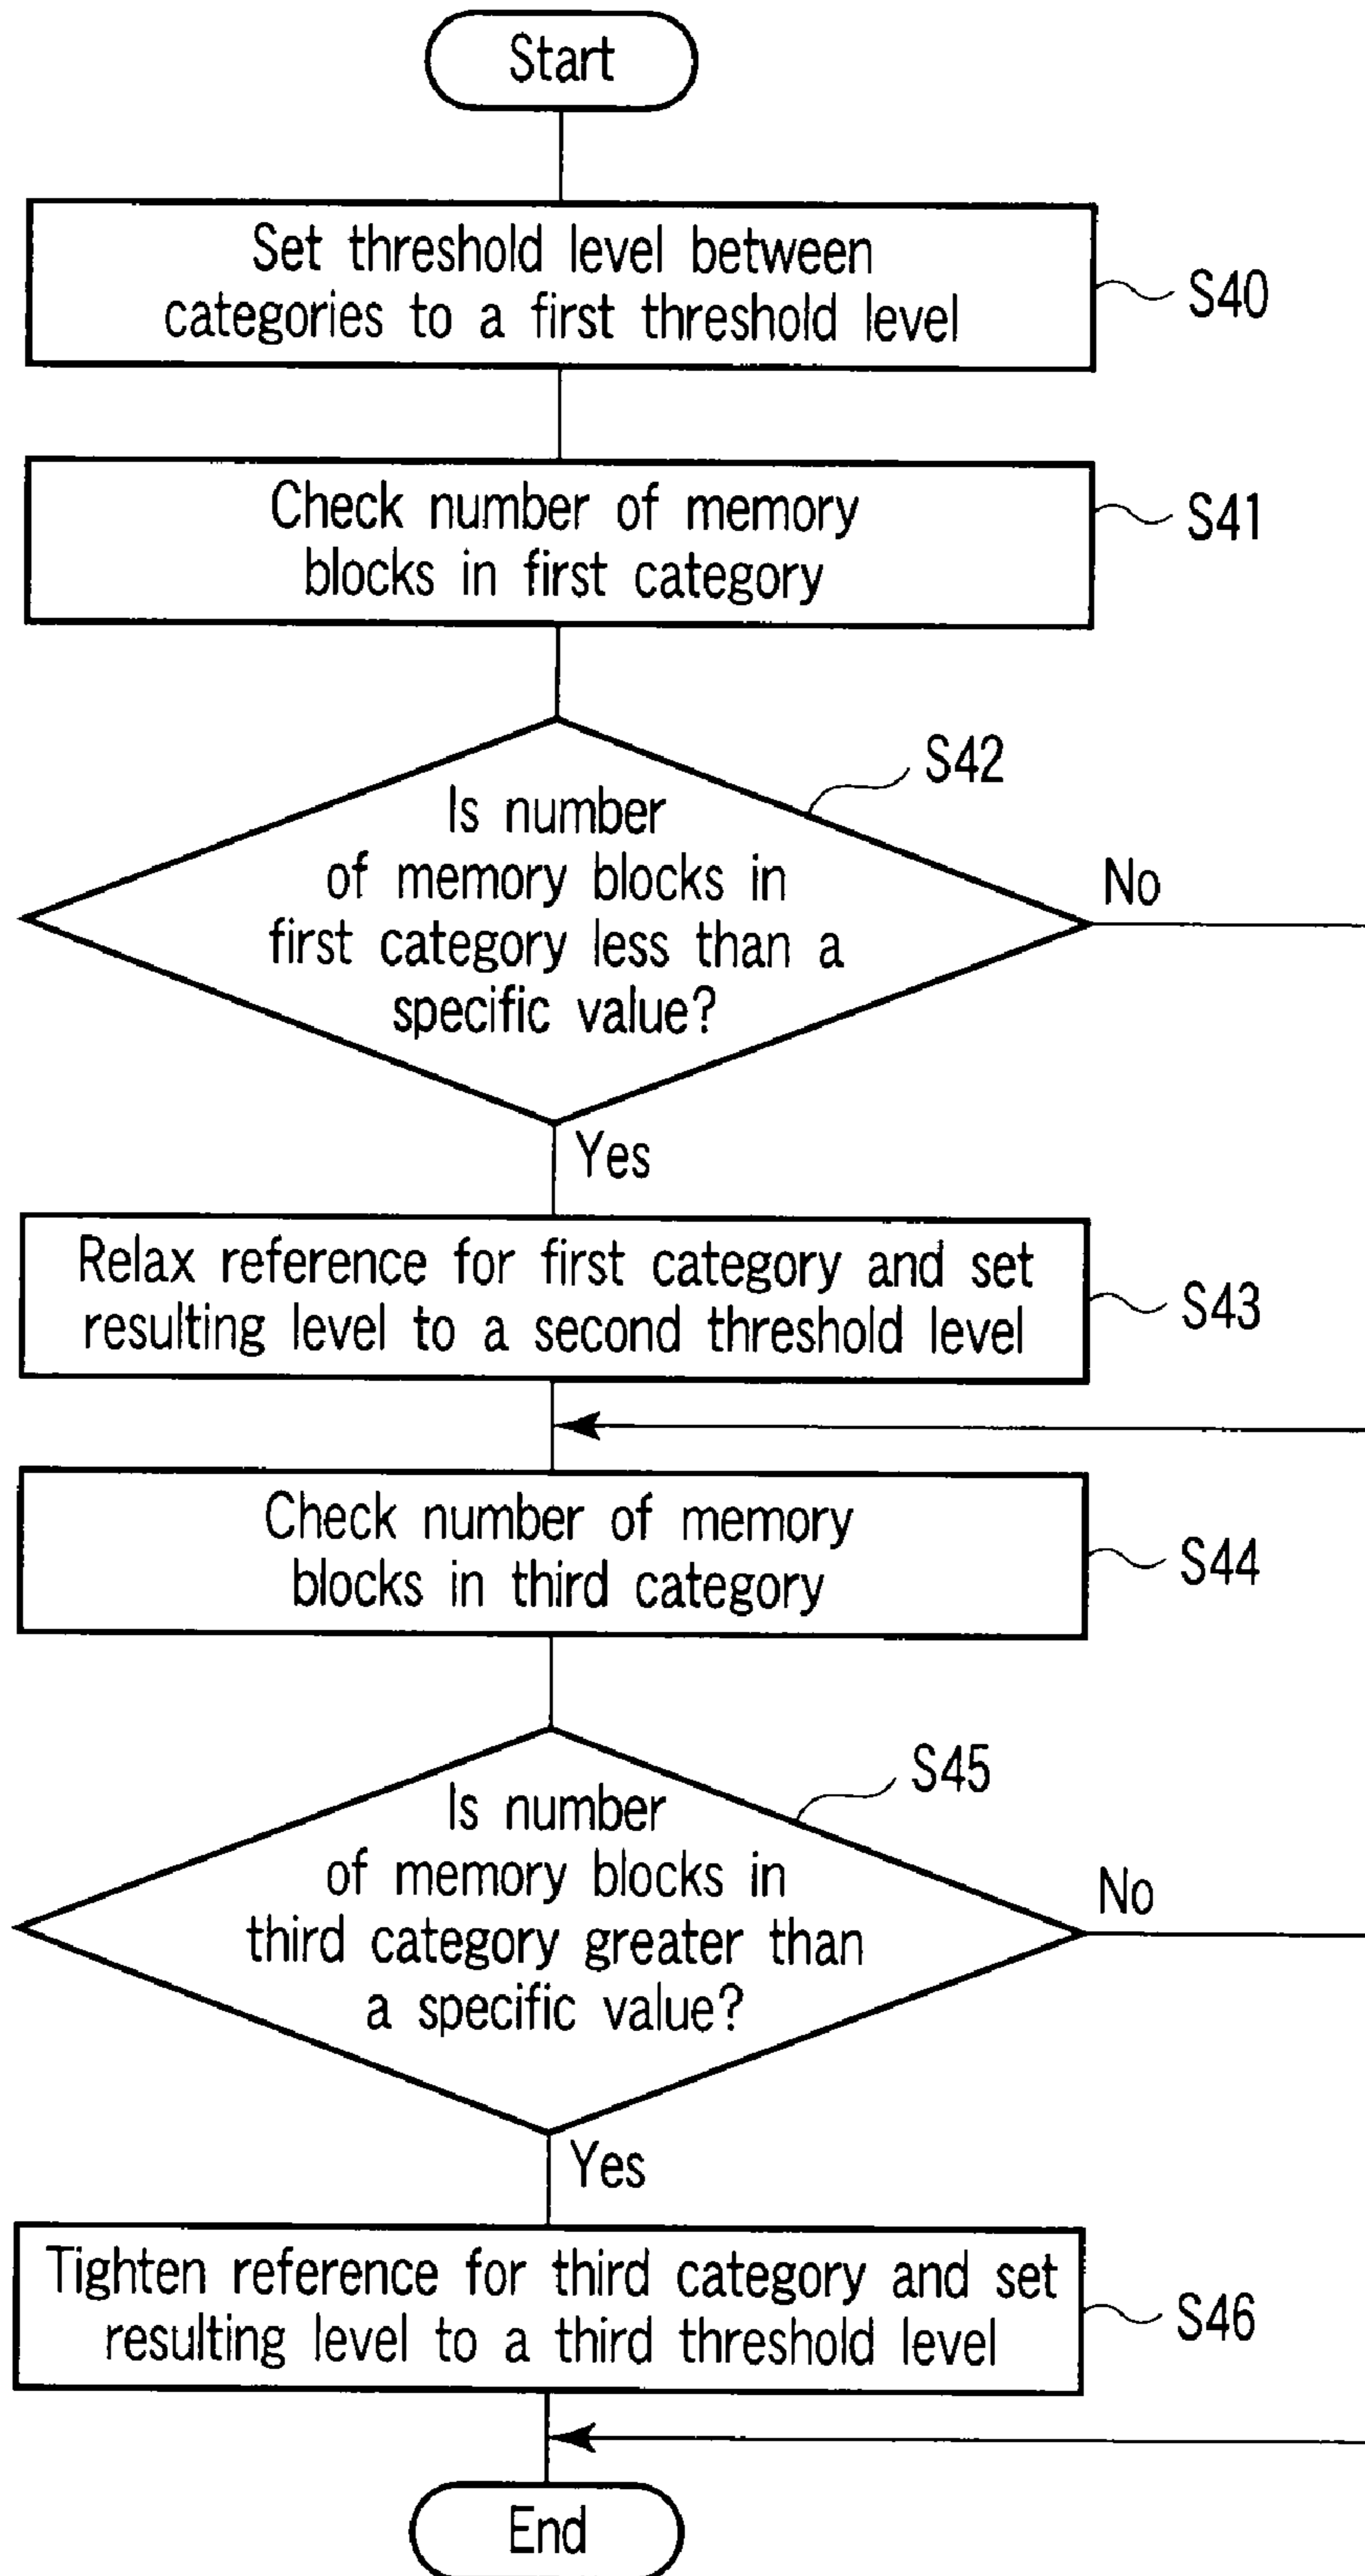 Start
Set threshold level between
categories to a first threshold level
S40
Check number of memory
blocks in first category
S41
S42
Is number
of memory blocks in
first category less than a
specific value?
No
Yes
Relax reference for first category and set
resulting level to a second threshold level
S43
Check number of memory
blocks in third category
S44
S45
Is number
of memory blocks in
third category greater than
a specific value?
No
Yes
Tighten reference for third category and set
resulting level to a third threshold level
S46
End